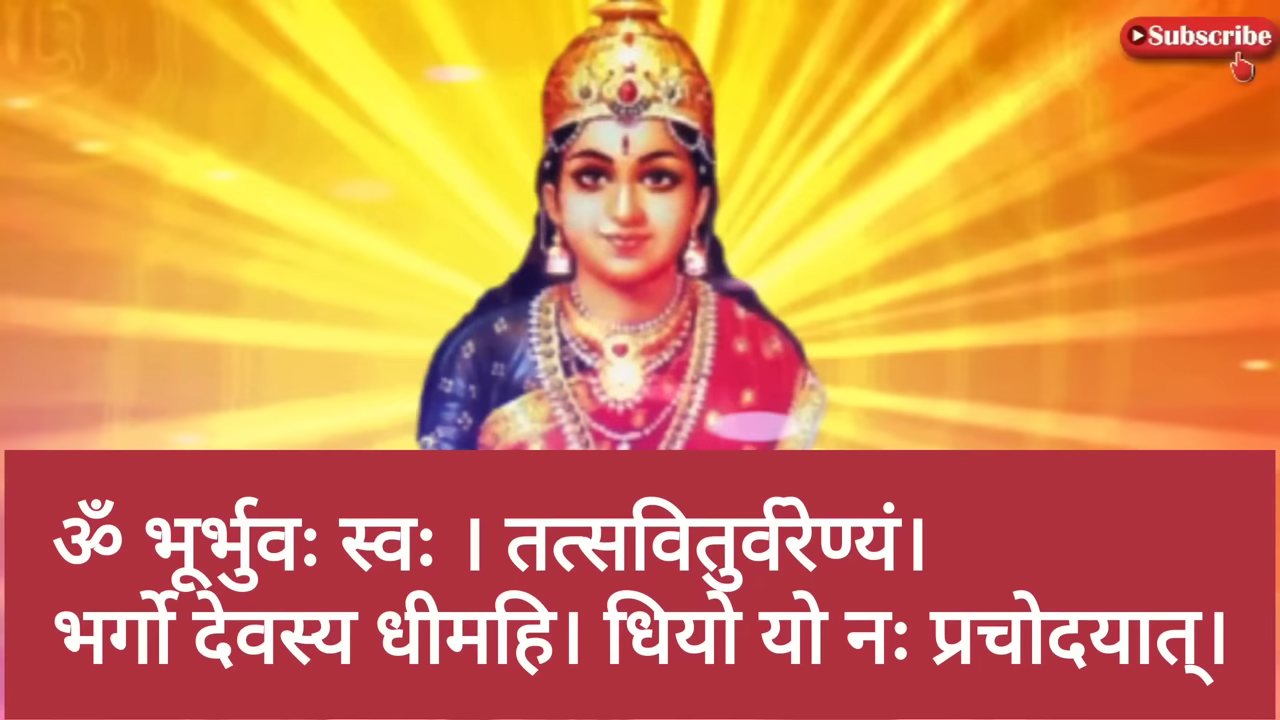 Subscribe
ॐ भूर्भुवः स्वः । तत्सवितुर्वरेण्यं।
भर्गो देवस्य धीमहि। धियो यो नः प्रचोदयात्।